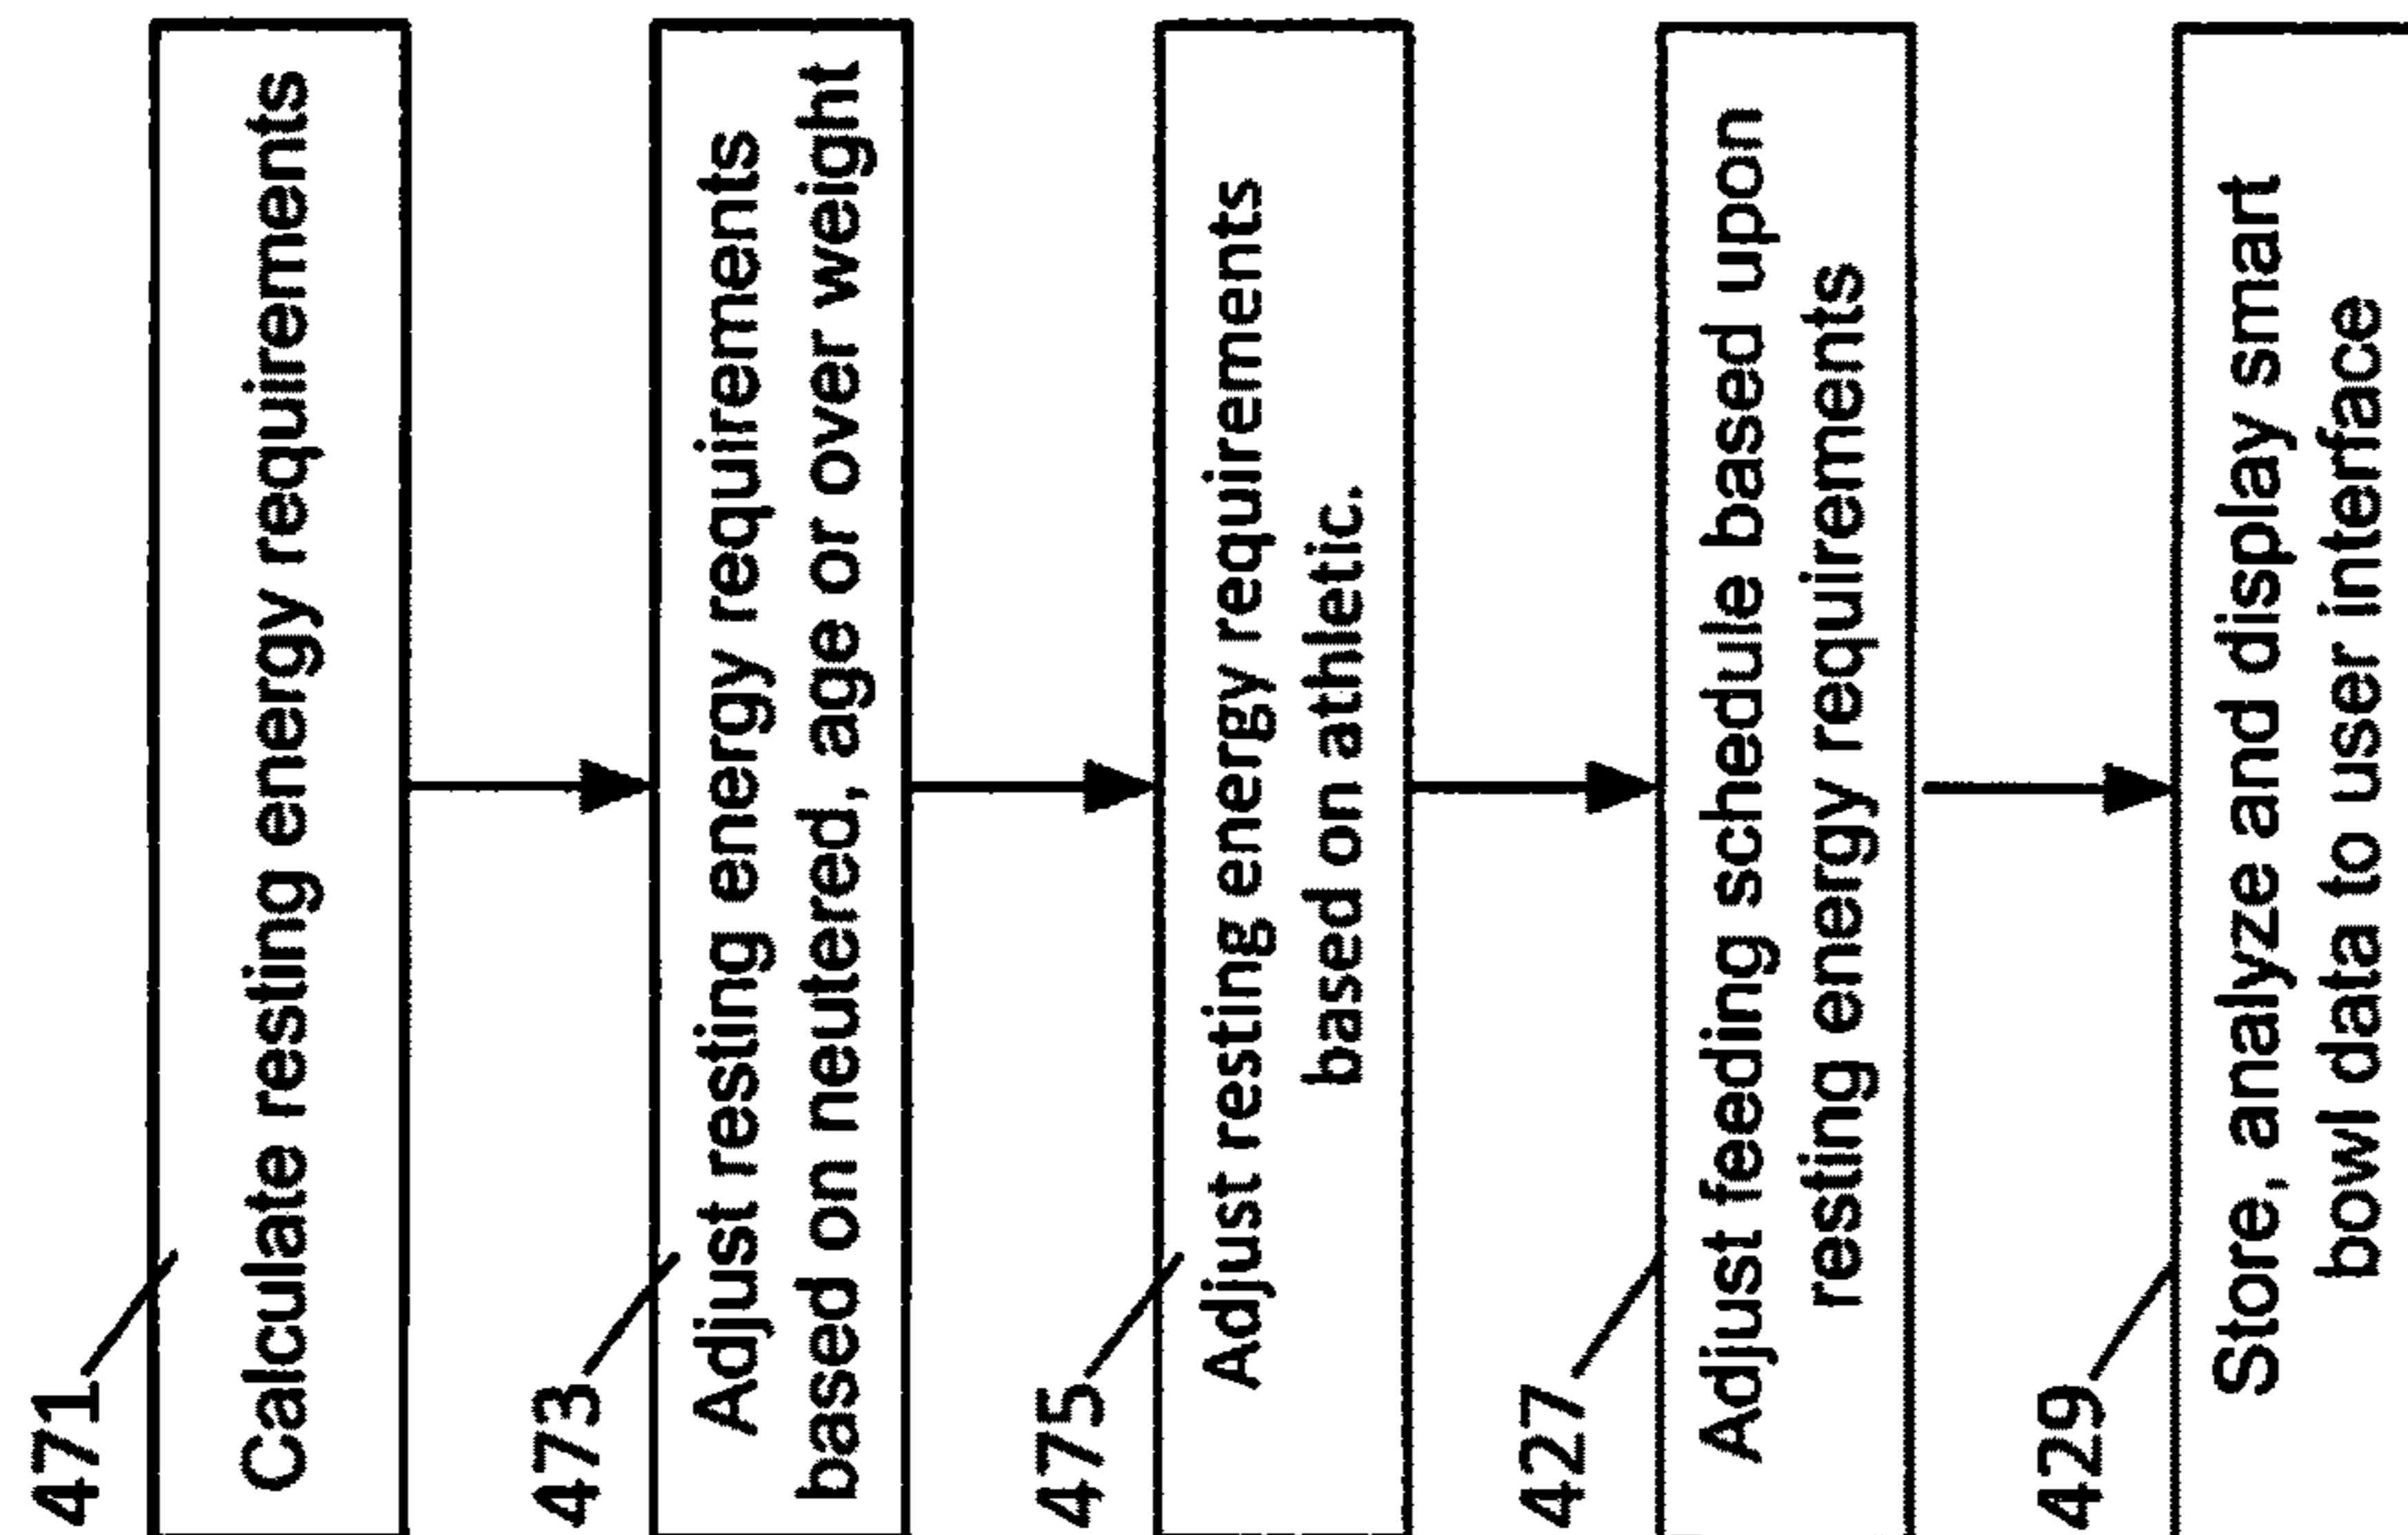 471
Calculate resting energy requirements
473
Adjust resting energy requirements
based on neutered, age or over weight
475
Adjust resting energy requirements
based on athletic.
427
Adjust feeding schedule based upon
resting energy requirements
429
Store, analyze and display smart
bowl data to user interface